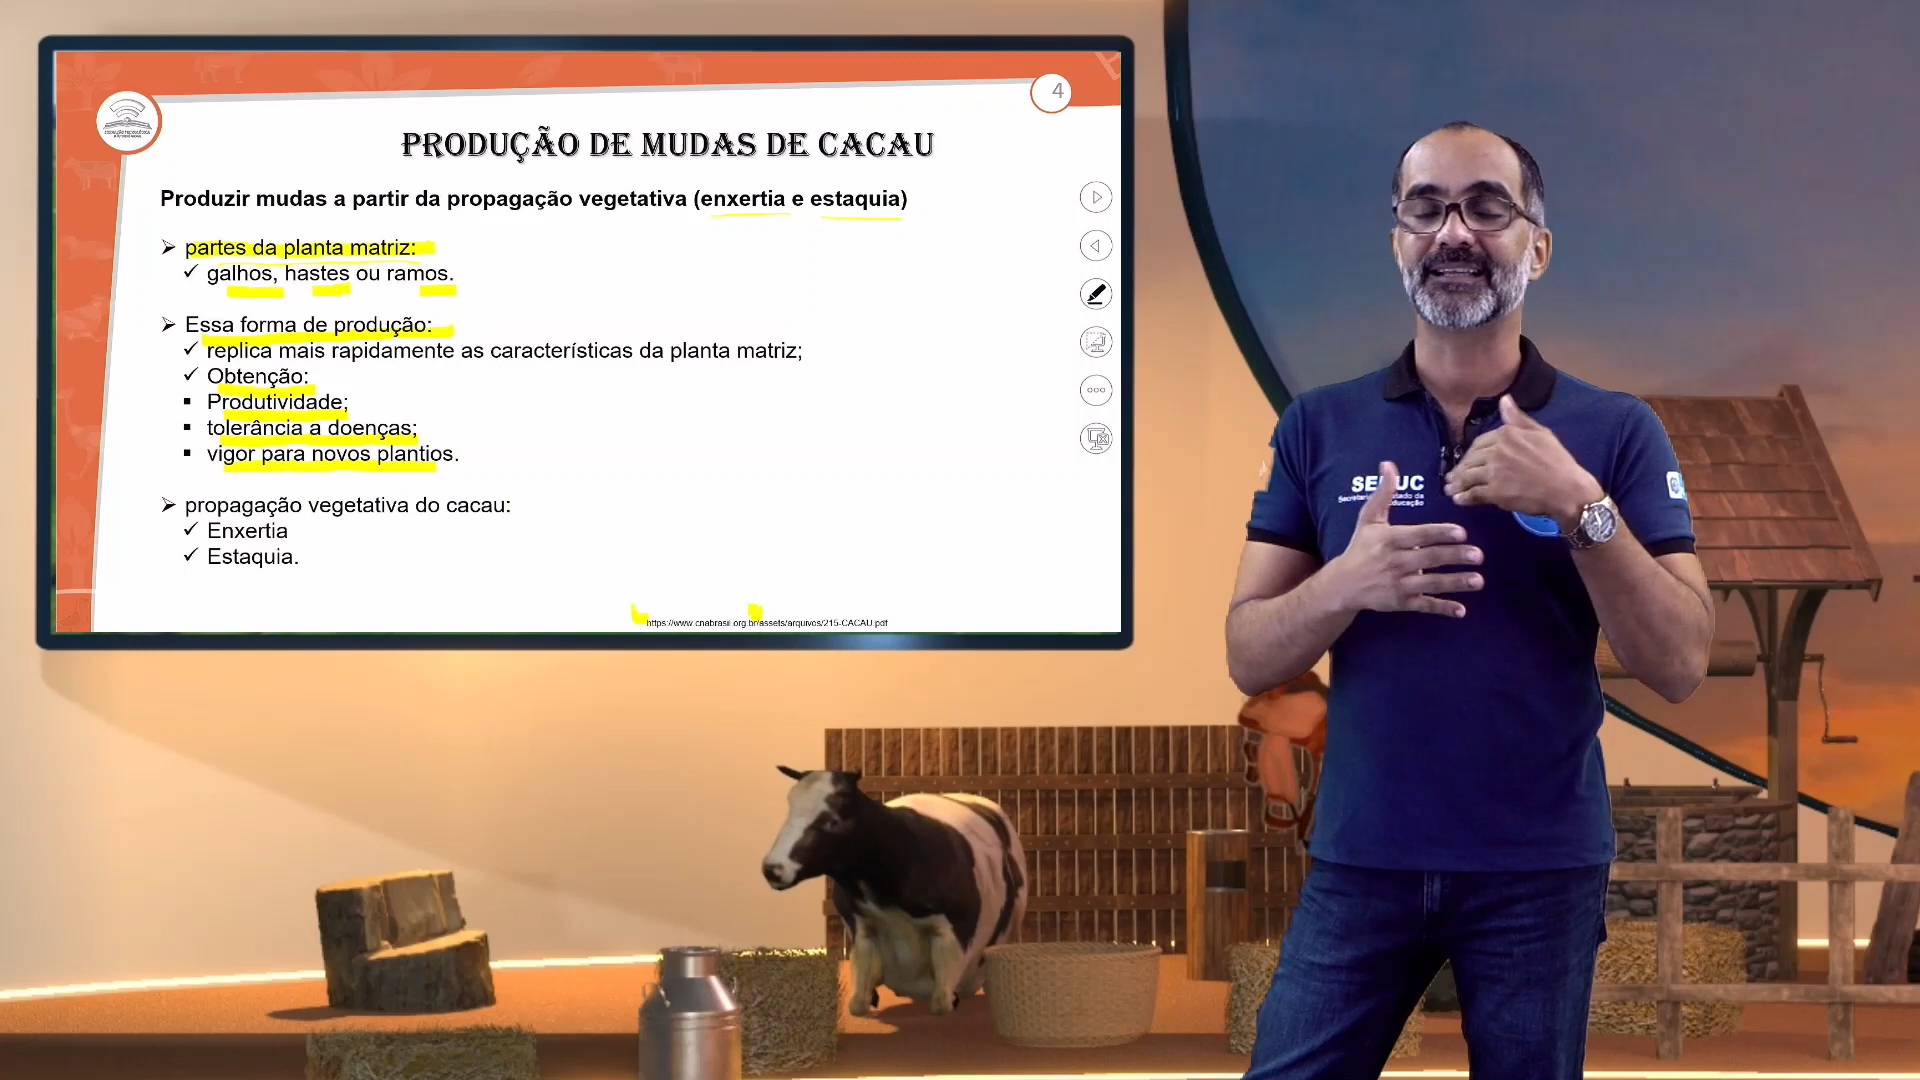 4
PRODUÇÃO DE MUDAS DE CACAU
Produzir mudas a partir da propagação vegetativa (enxertia e estaquia)
➢ partes da planta matriz:
✓ galhos, hastes ou ramos.
➢ Essa forma de produção:
✓ replica mais rapidamente as características da planta matriz;
✓ Obtenção:
▪ Produtividade;
▪ tolerância a doenças;
▪ vigor para novos plantios.
➢ propagação vegetativa do cacau:
✓ Enxertia
✓ Estaquia.
https://www.cnabrasil.org.br/assets/arquivos/215-CACAU.pdf